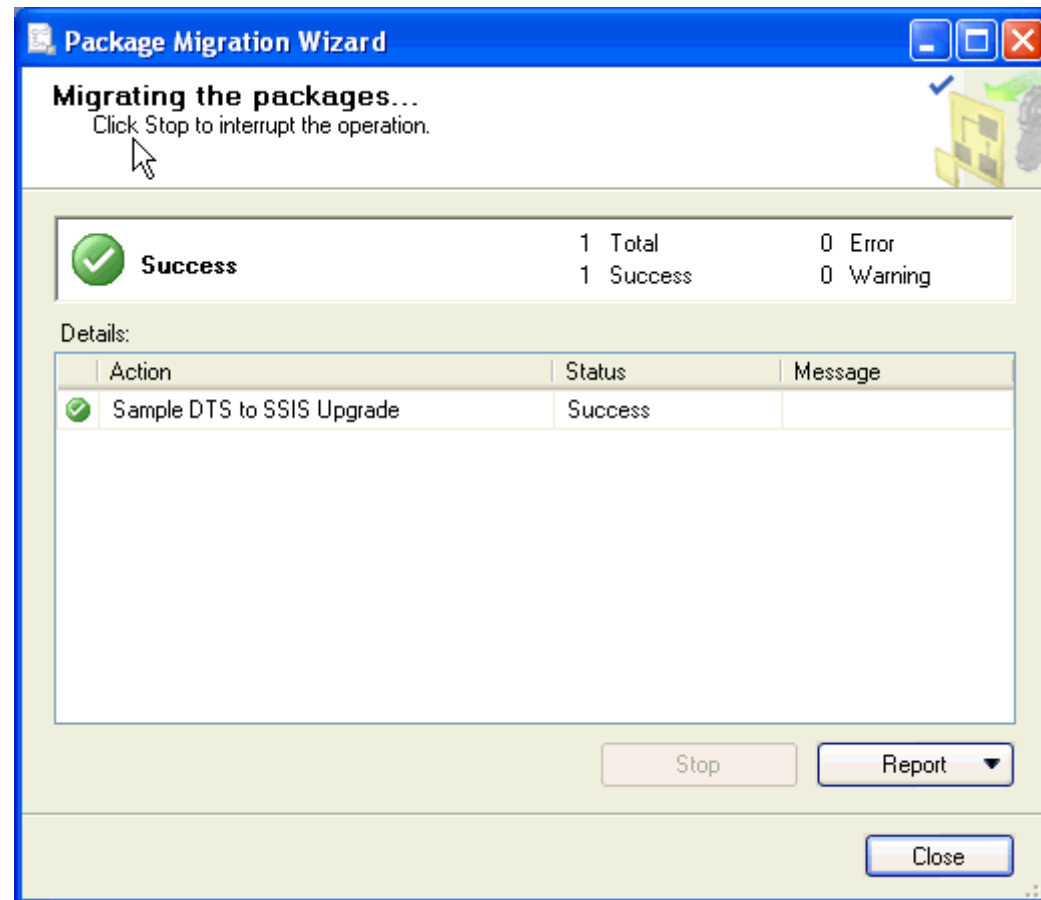 Package Migration Wizard
Migrating the packages...
Click Stop to interrupt the operation.
Success 1 Total 0 Error
1 Success 0 Warning
Details:
Action Status Message
Sample DTS to SSIS Upgrade Success
Stop Report
Close